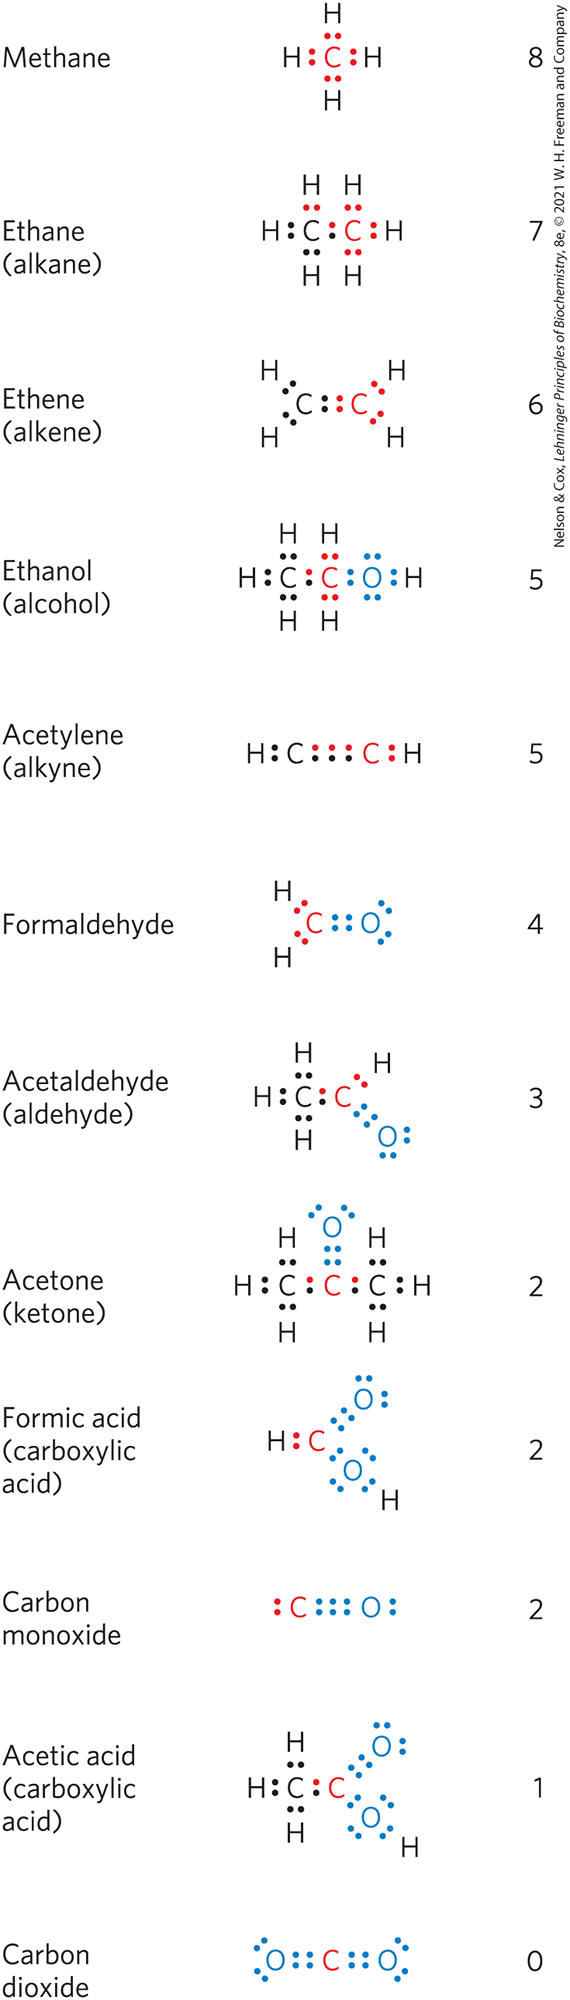 Methane
H
H:C:H
H
8
Ethane
(alkane)
H H
H:C:C:H
H H
7
Ethene
(alkene)
H H
C::C
H H
6
Ethanol
(alcohol)
H H
H:C:C:O:H
H H
5
Acetylene
(alkyne)
H:C:::C:H
5
Formaldehyde
H
C::O
H
4
Acetaldehyde
(aldehyde)
H H
H:C:C
H O
3
Acetone
(ketone)
O
H H
H:C:C:C:H
H H
2
Formic acid
(carboxylic
acid)
O
H:C
O
H
2
Carbon
monoxide
:C:::O:
2
Acetic acid
(carboxylic
acid)
H O
H:C:C
H O
H
1
Carbon
dioxide
O::C::O
0
Nelson & Cox, Lehninger Principles of Biochemistry, 8e, © 2021 W. H. Freeman and Company